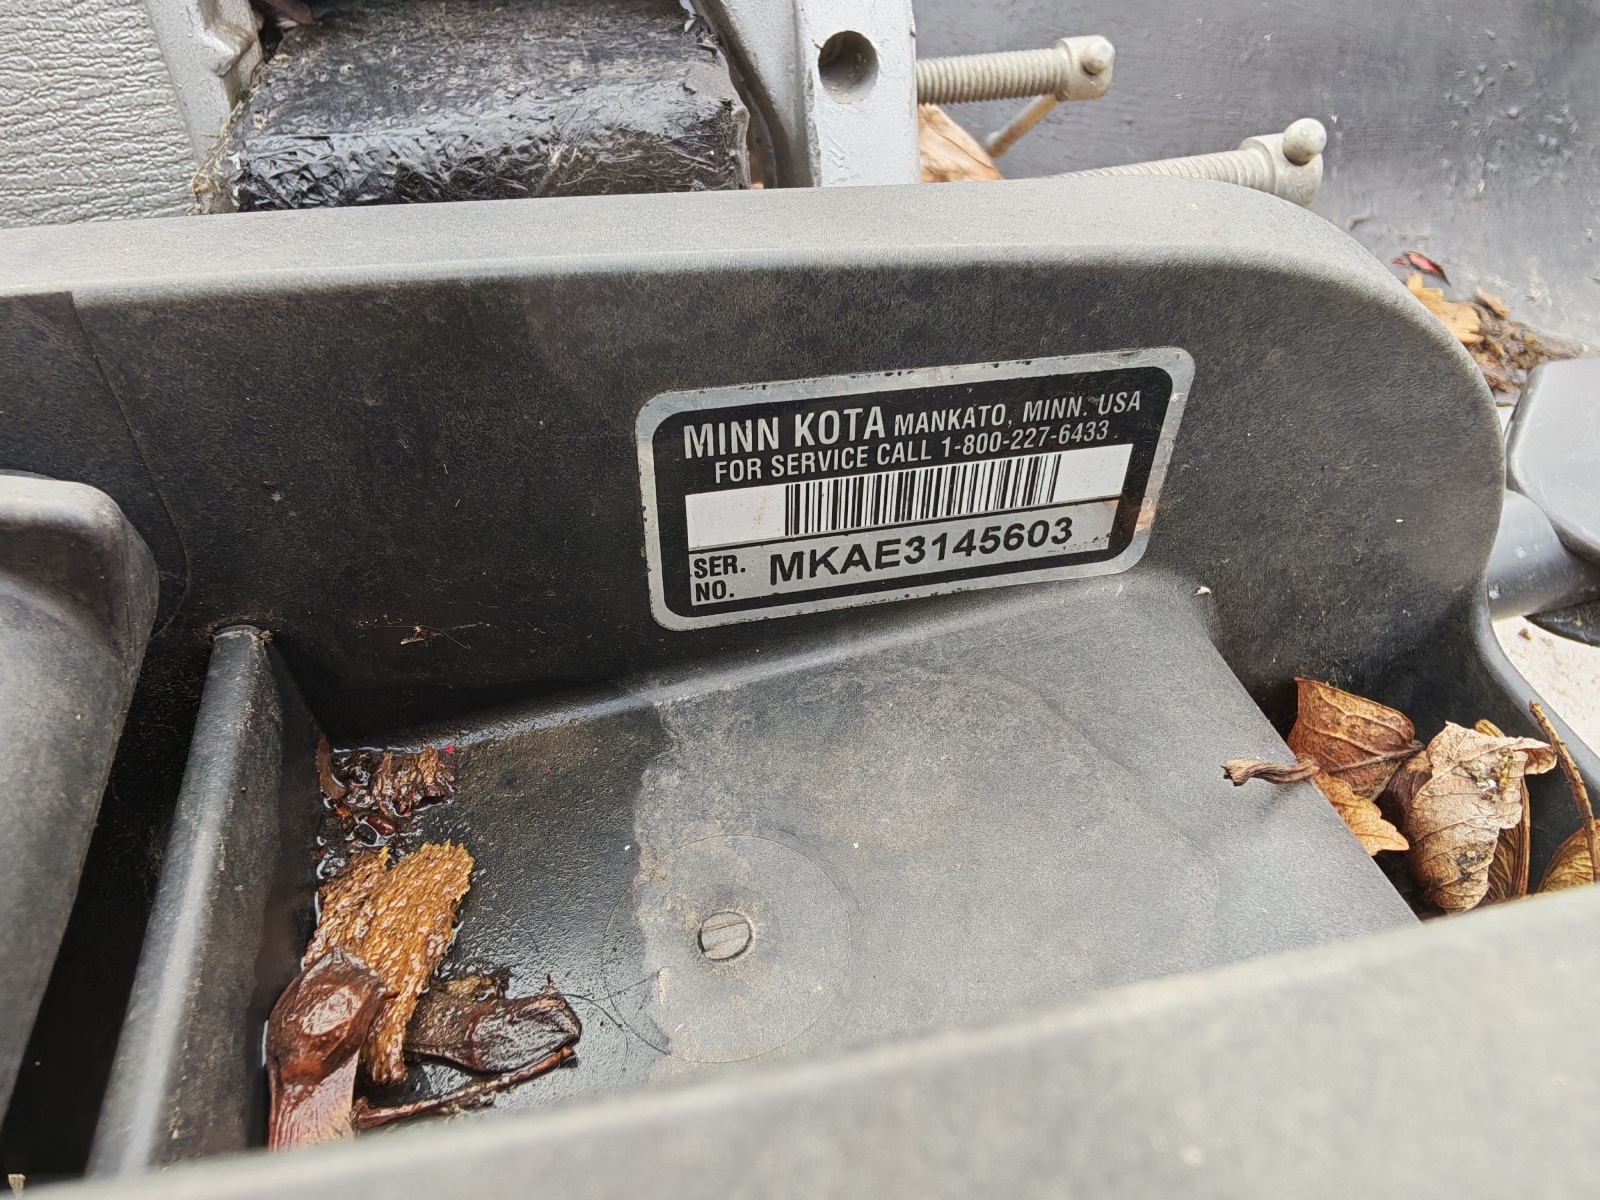 MINN KOTA MANKATO, MINN. USA
FOR SERVICE CALL 1-800-227-6433
SER. NO. MKAE3145603